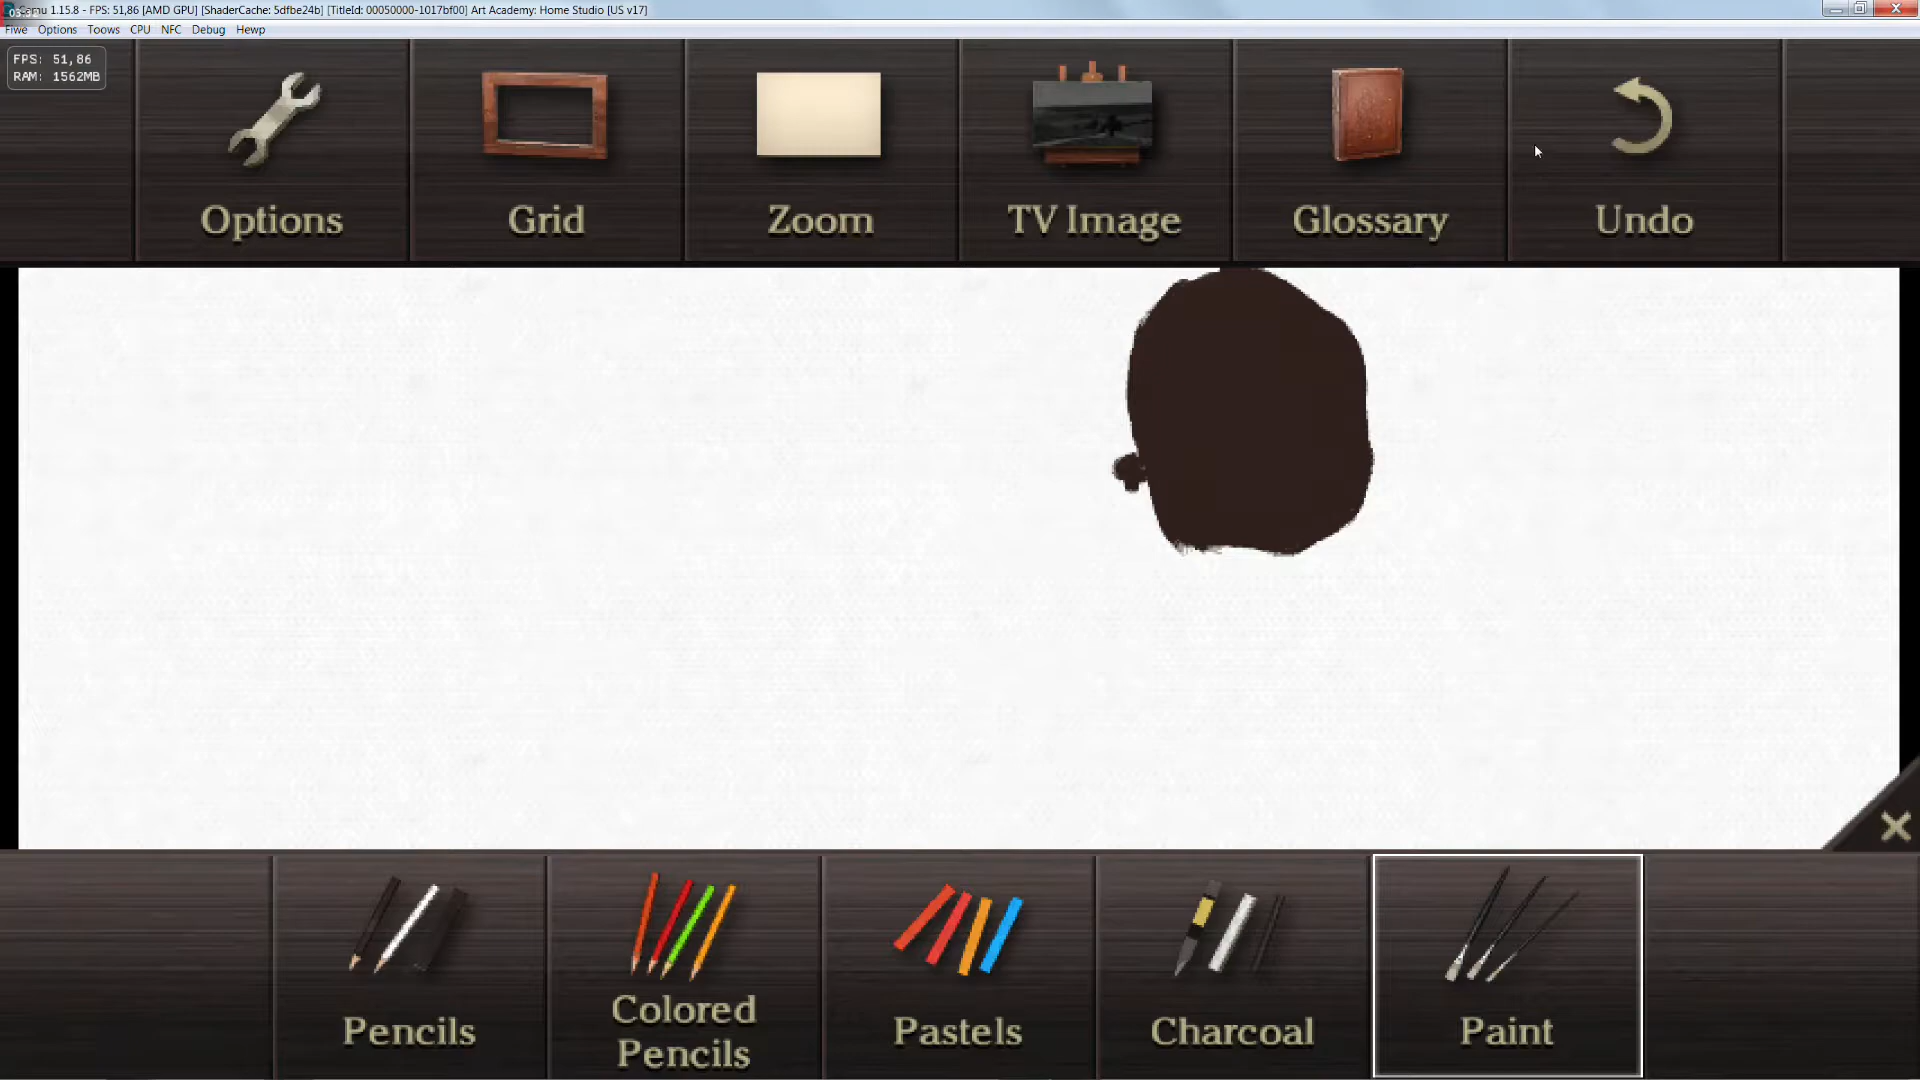 Cemu 1.15.8 - FPS: 51,86 [AMD GPU] [ShaderCache: 5dfbe24b] [TitleId: 00050000-1017bf00] Art Academy: Home Studio [US v17]
Fiwe Options Toows CPU NFC Debug Hewp
FPS: 51,86
RAM: 1562MB
Options Grid Zoom TV Image Glossary Undo
Pencils Colored Pencils Pastels Charcoal Paint